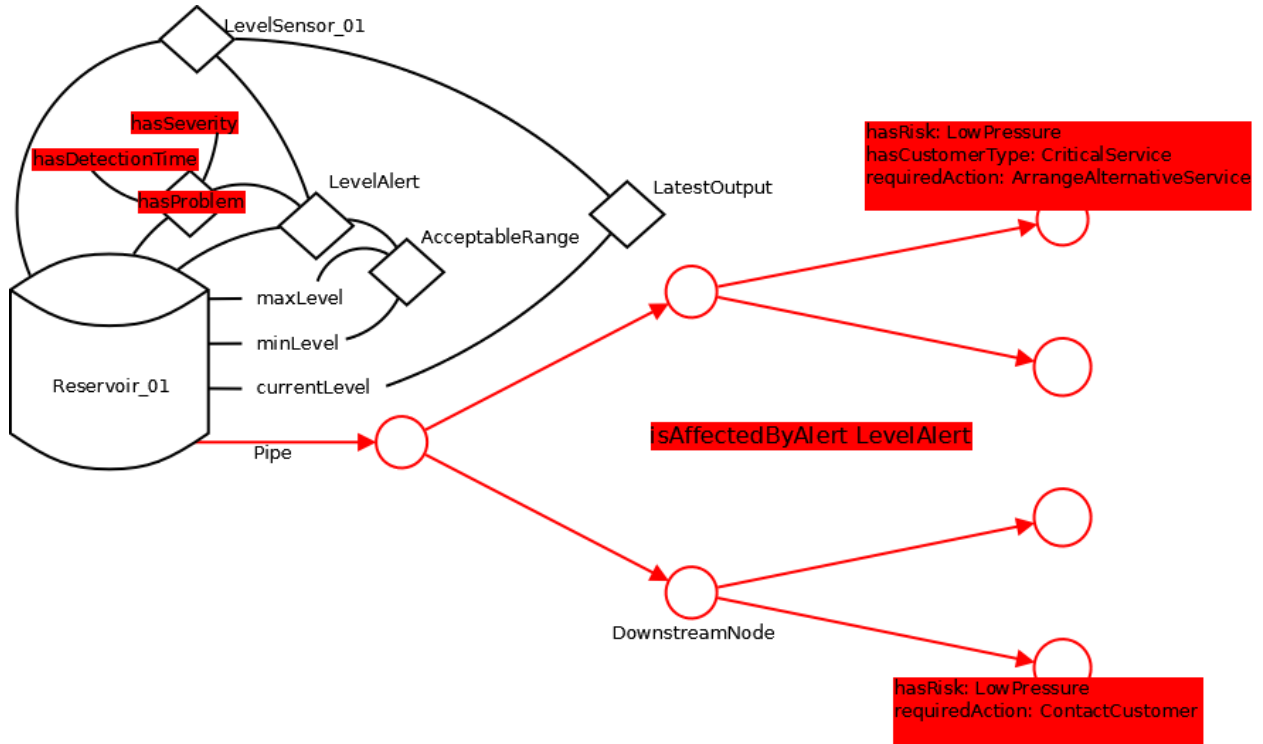 LevelSensor_01
hasSeverity
hasDetectionTime
hasProblem
LevelAlert
LatestOutput
AcceptableRange
maxLevel
minLevel
currentLevel
Reservoir_01
Pipe
hasRisk: LowPressure
hasCustomerType: CriticalService
requiredAction: ArrangeAlternativeService
isAffectedByAlert LevelAlert
DownstreamNode
hasRisk: LowPressure
requiredAction: ContactCustomer